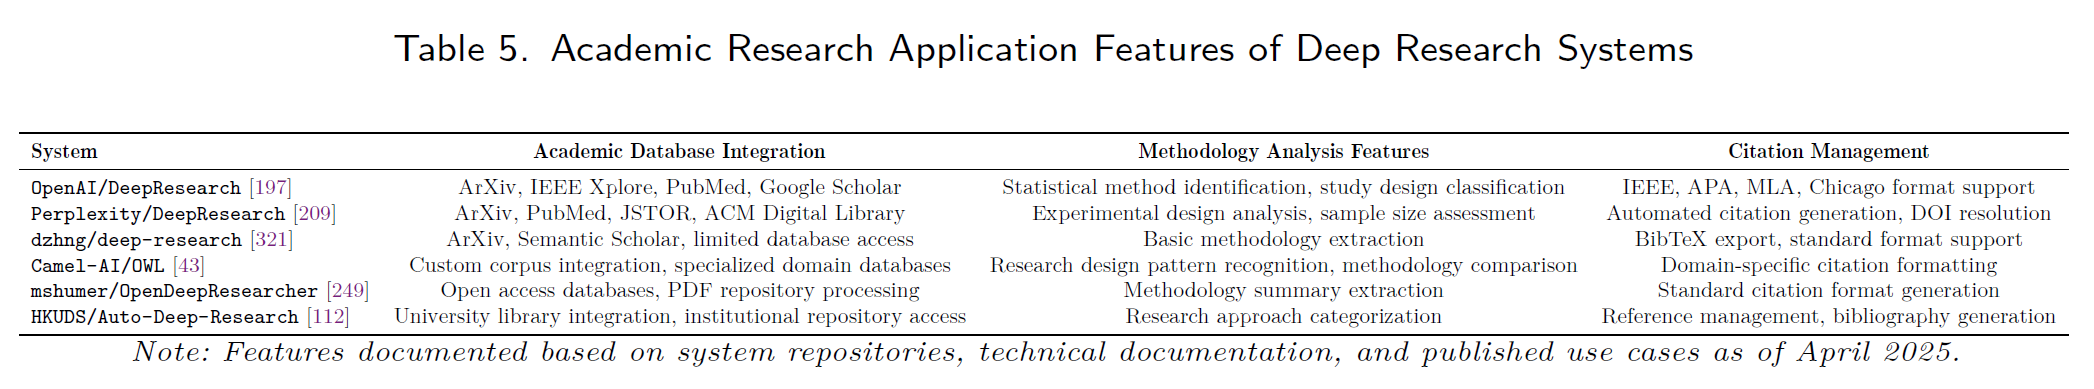 Table 5. Academic Research Application Features of Deep Research Systems
System Academic Database Integration Methodology Analysis Features Citation Management
OpenAI/DeepResearch [197] ArXiv, IEEE Xplore, PubMed, Google Scholar Statistical method identification, study design classification IEEE, APA, MLA, Chicago format support
Perplexity/DeepResearch [209] ArXiv, PubMed, JSTOR, ACM Digital Library Experimental design analysis, sample size assessment Automated citation generation, DOI resolution
dzhng/deep-research [321] ArXiv, Semantic Scholar, limited database access Basic methodology extraction BibTeX export, standard format support
Camel-AI/OWL [43] Custom corpus integration, specialized domain databases Research design pattern recognition, methodology comparison Domain-specific citation formatting
mshumer/OpenDeepResearcher [249] Open access databases, PDF repository processing Methodology summary extraction Standard citation format generation
HKUDS/Auto-Deep-Research [112] University library integration, institutional repository access Research approach categorization Reference management, bibliography generation
Note: Features documented based on system repositories, technical documentation, and published use cases as of April 2025.